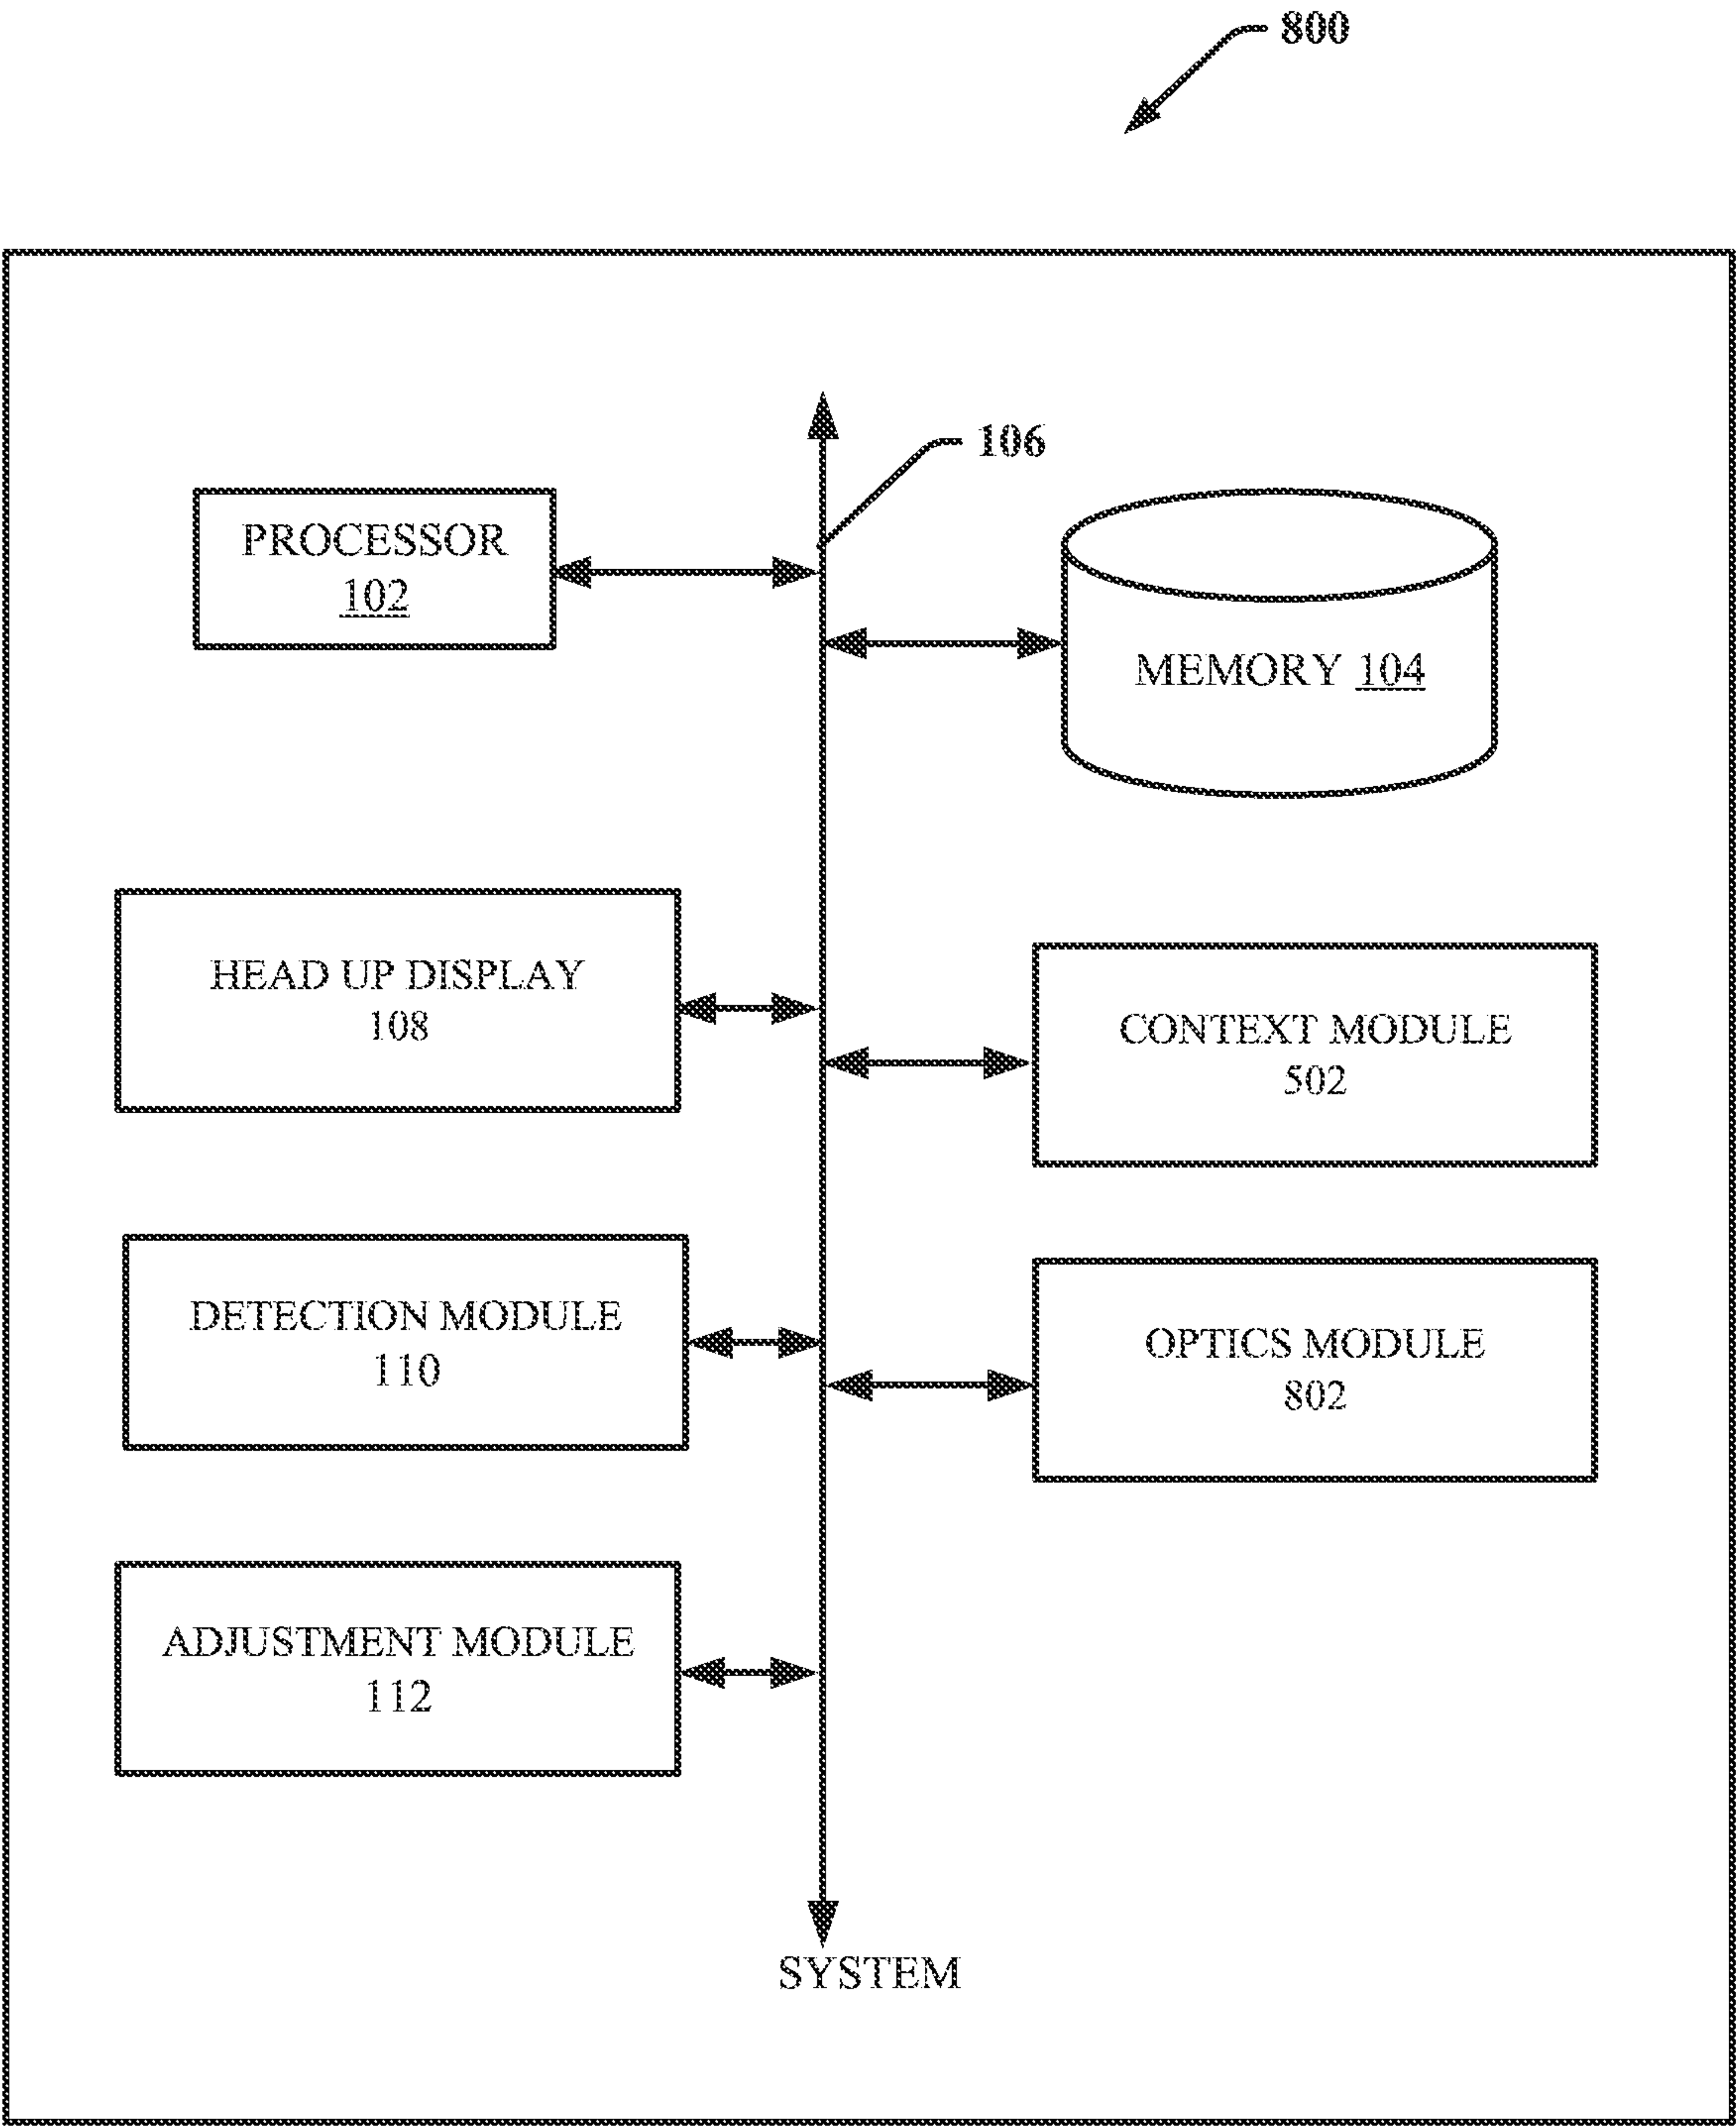 800
106
PROCESSOR
102
MEMORY 104
HEAD UP DISPLAY
108
CONTEXT MODULE
502
DETECTION MODULE
110
OPTICS MODULE
802
ADJUSTMENT MODULE
112
SYSTEM